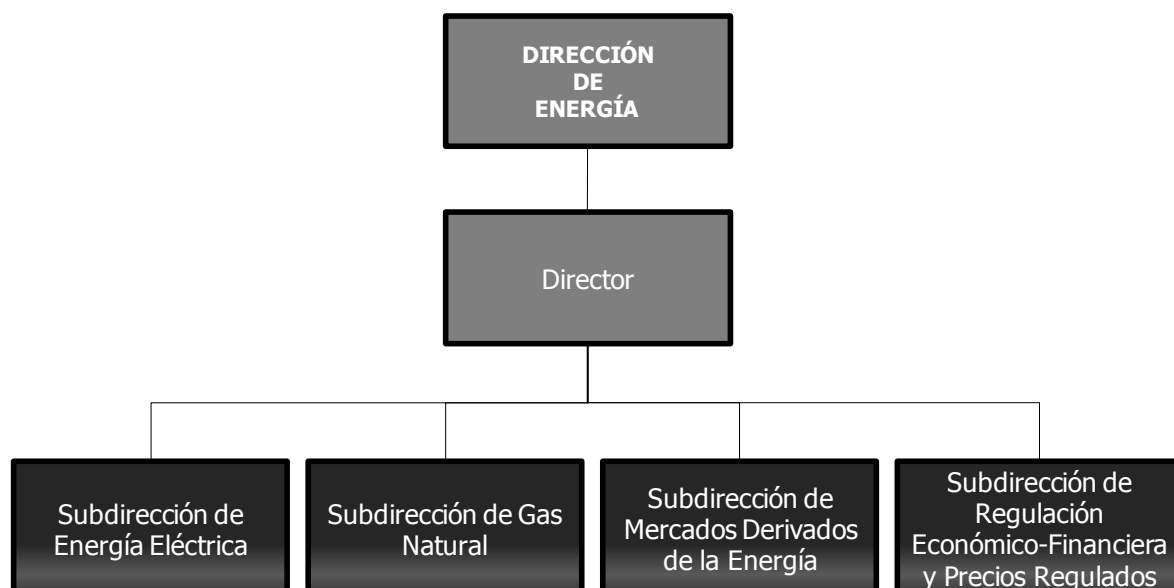 DIRECCIÓN
DE
ENERGÍA
Director
Subdirección de
Energía Eléctrica
Subdirección de Gas
Natural
Subdirección de
Mercados Derivados
de la Energía
Subdirección de
Regulación
Económico-Financiera
y Precios Regulados